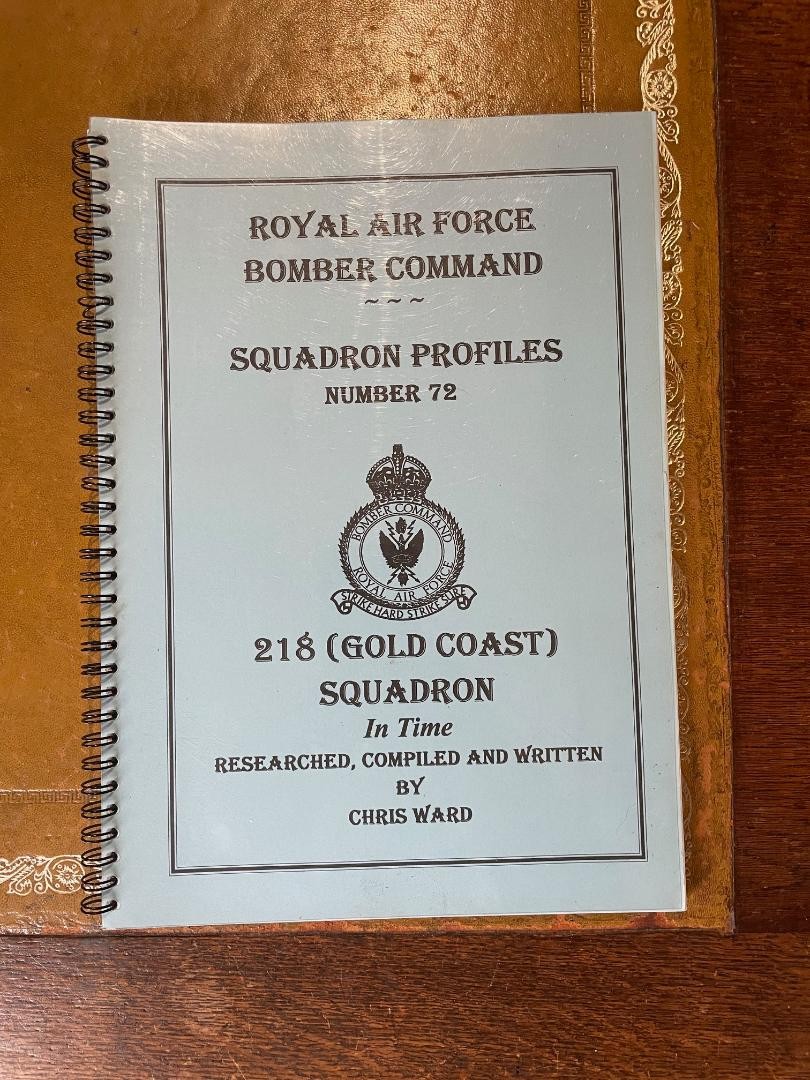 ROYAL AIR FORCE
BOMBER COMMAND
~ ~ ~
SQUADRON PROFILES
NUMBER 72
BOMBER COMMAND
ROYAL AIR FORCE
STRIKE HARD STRIKE SURE
218 (GOLD COAST)
SQUADRON
In Time
RESEARCHED, COMPILED AND WRITTEN
BY
CHRIS WARD